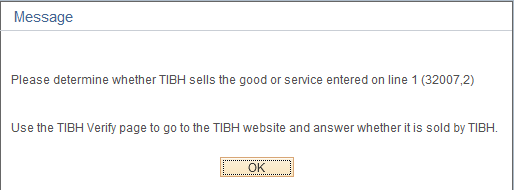 Message
Please determine whether TIBH sells the good or service entered on line 1 (32007,2)
Use the TIBH Verify page to go to the TIBH website and answer whether it is sold by TIBH.
OK